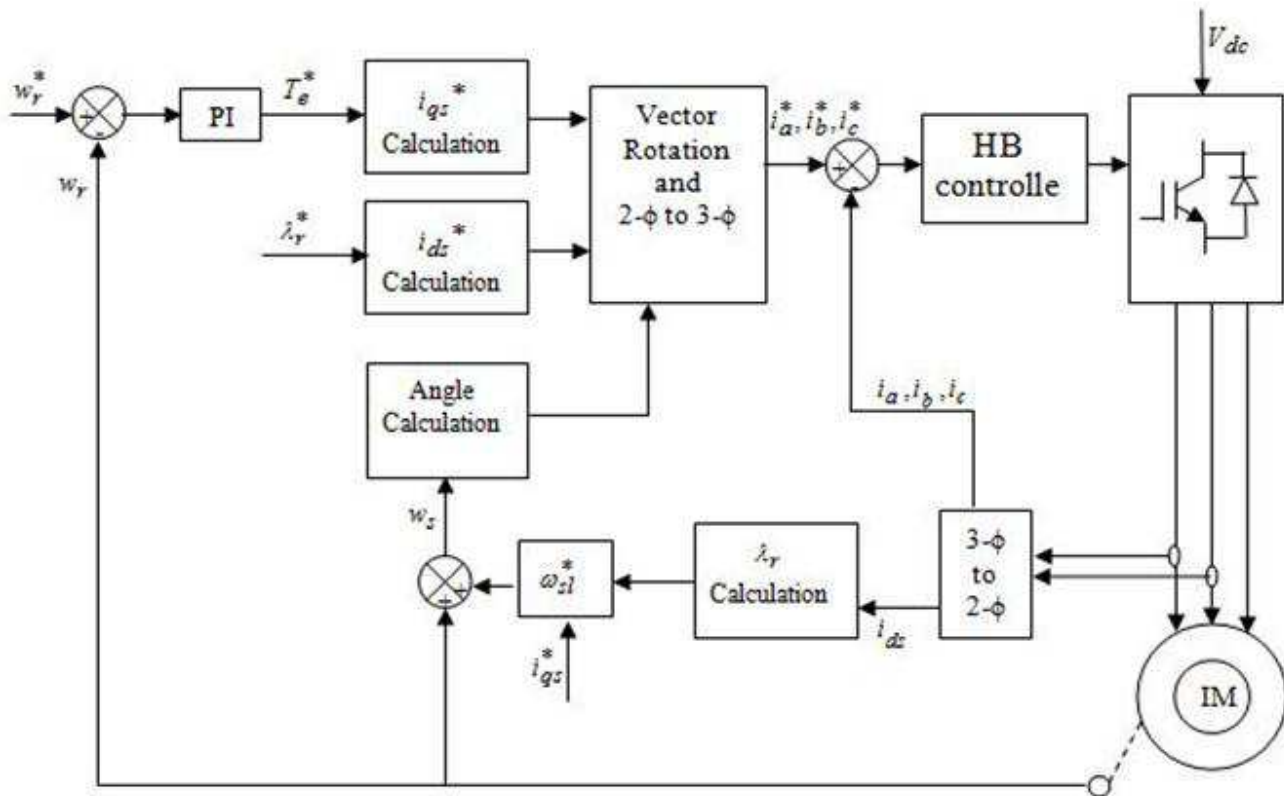 w_r^*
+
-
PI
T_e^*
i_qs^*
Calculation
Vector
Rotation
and
2-ϕ to 3-ϕ
i_a^*, i_b^*, i_c^*
+
-
HB
controlle
V_dc
w_r
λ_r^*
i_ds^*
Calculation
Angle
Calculation
i_a, i_b, i_c
w_s
+
ω_sl^*
i_qs^*
λ_r
Calculation
i_ds
3-ϕ
to
2-ϕ
IM